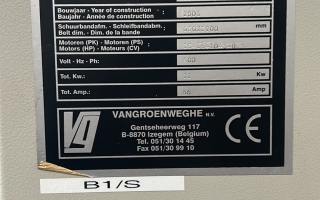 Bouwjaar - Year of construction
Baujahr - Année de construction
Schuurbandafm. - Schleifbandabm.
Belt dim. - Dim. de la bande
mm
Motoren (PK) - Motoren (PS)
Motors (HP) - Moteurs (CV)
Volt - Hz - Ph:
Tot. Kw.:
Kw
Tot. Amp.:
Amp
VG
VANGROENWEGHE N.V.
Gentseheerweg 117
B-8870 Izegem (Belgium)
Tel. 051/30 14 45
Fax 051/30 99 10
CE
B1/S